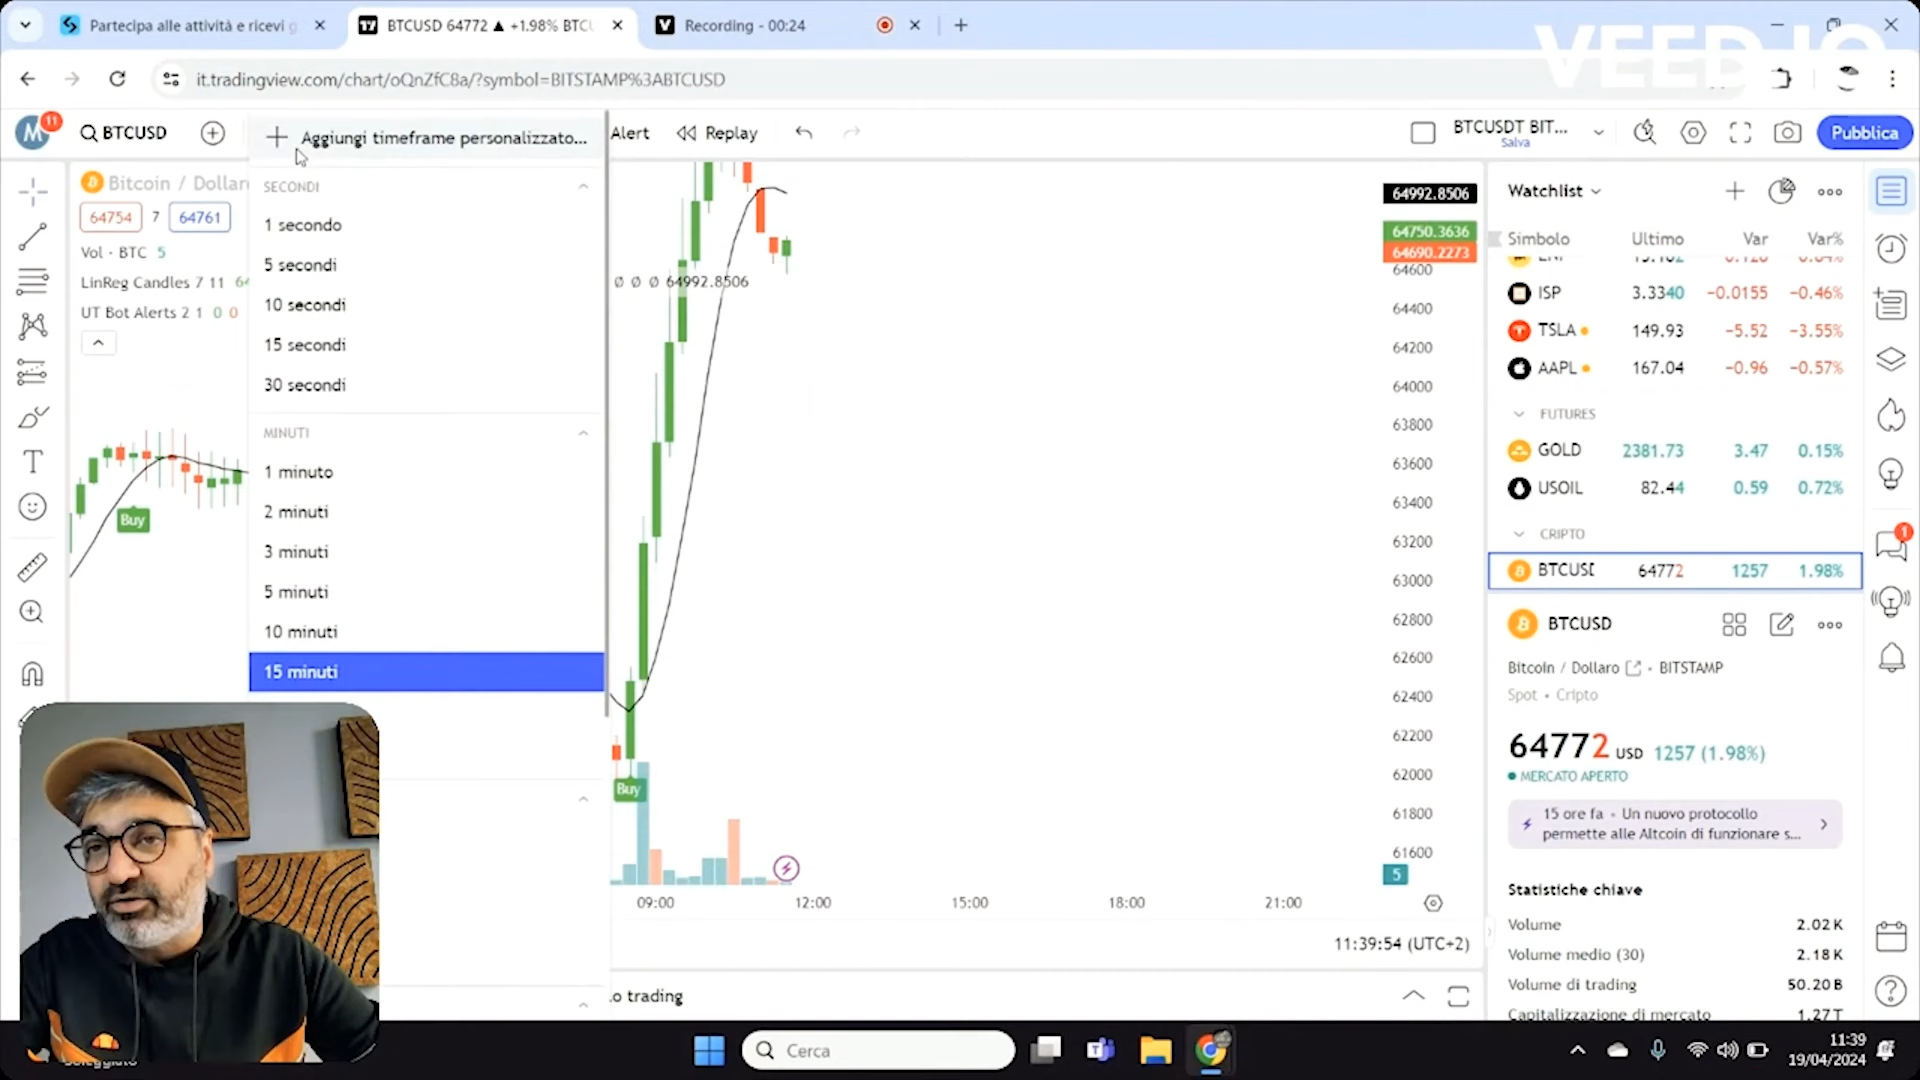 Partecipa alle attività e ricevi g
BTCUSD 64772 ▲ +1.98% BTCU
Recording - 00:24
VEED.IO
it.tradingview.com/chart/oQnZfC8a/?symbol=BITSTAMP%3ABTCUSD
M
11
BTCUSD
Aggiungi timeframe personalizzato...
Alert
Replay
BTCUSDT BIT...
Salva
Pubblica
Bitcoin / Dollar
64754
7
64761
Vol · BTC 5
LinReg Candles 7 11
UT Bot Alerts 2 1 0 0
SECONDI
1 secondo
5 secondi
10 secondi
15 secondi
30 secondi
MINUTI
1 minuto
2 minuti
3 minuti
5 minuti
10 minuti
15 minuti
Buy
Buy
Ø Ø Ø 64992.8506
64992.8506
64750.3636
64690.2273
64600
64400
64200
64000
63800
63600
63400
63200
63000
62800
62600
62400
62200
62000
61800
61600
5
09:00
12:00
15:00
18:00
21:00
11:39:54 (UTC+2)
o trading
Watchlist
Simbolo Ultimo Var Var%
ISP 3.3340 −0.0155 −0.46%
TSLA 149.93 −5.52 −3.55%
AAPL 167.04 −0.96 −0.57%
FUTURES
GOLD 2381.73 3.47 0.15%
USOIL 82.44 0.59 0.72%
CRIPTO
BTCUSD 64772 1257 1.98%
BTCUSD
Bitcoin / Dollaro • BITSTAMP
Spot • Cripto
64772 USD 1257 (1.98%)
MERCATO APERTO
15 ore fa • Un nuovo protocollo
permette alle Altcoin di funzionare s...
Statistiche chiave
Volume 2.02 K
Volume medio (30) 2.18 K
Volume di trading 50.20 B
Capitalizzazione di mercato 1.27 T
1
Cerca
11:39
19/04/2024